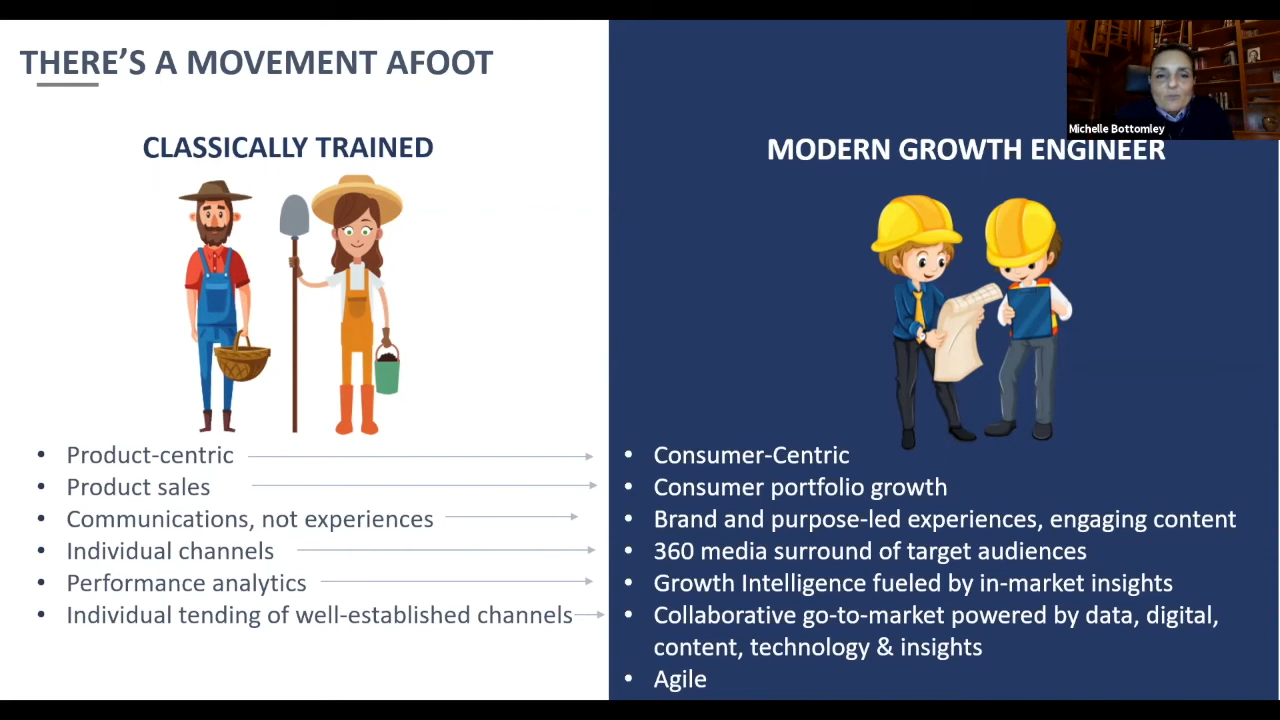 THERE'S A MOVEMENT AFOOT
CLASSICALLY TRAINED
• Product-centric
• Product sales
• Communications, not experiences
• Individual channels
• Performance analytics
• Individual tending of well-established channels
Michelle Bottomley
MODERN GROWTH ENGINEER
• Consumer-Centric
• Consumer portfolio growth
• Brand and purpose-led experiences, engaging content
• 360 media surround of target audiences
• Growth Intelligence fueled by in-market insights
• Collaborative go-to-market powered by data, digital,
content, technology & insights
• Agile